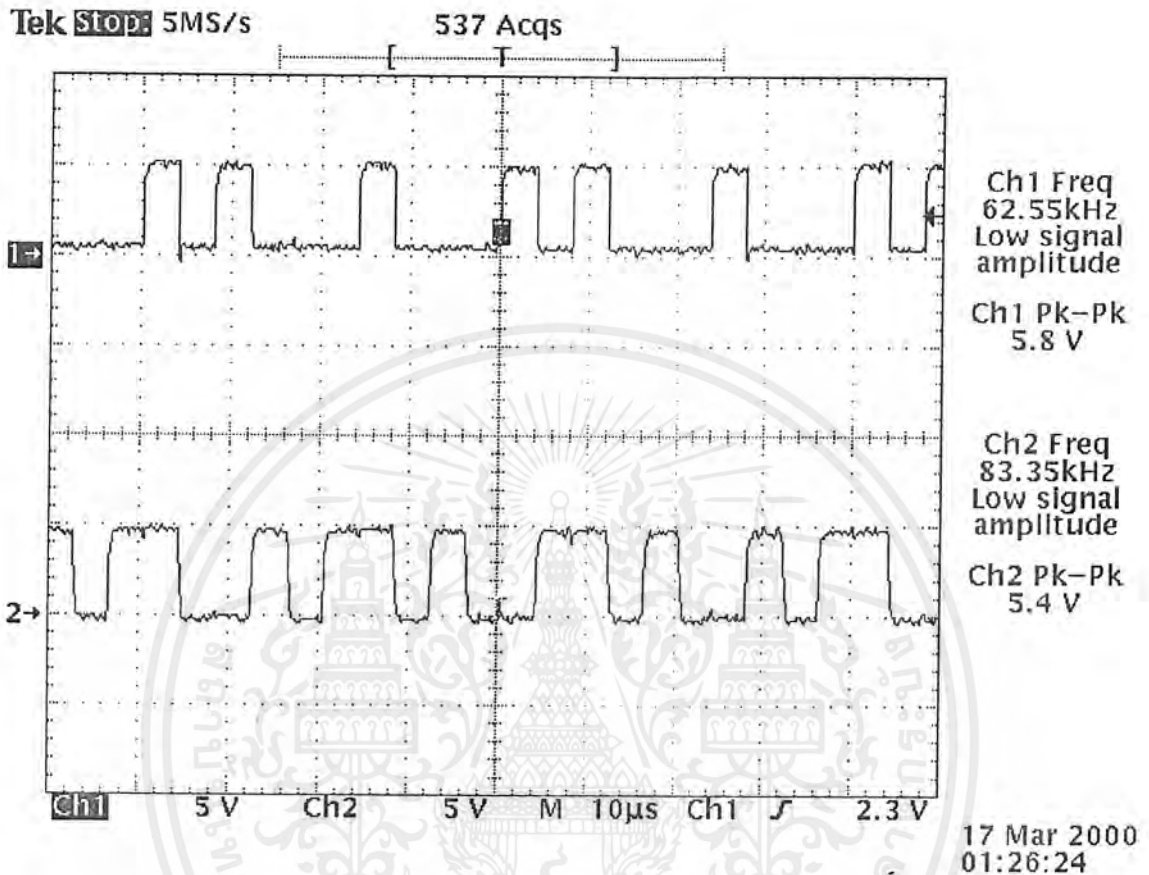 Tek Stop: 5MS/s 537 Acqs
1→
Ch1 Freq
62.55kHz
Low signal
amplitude
Ch1 Pk-Pk
5.8 V
Ch2 Freq
83.35kHz
Low signal
amplitude
Ch2 Pk-Pk
5.4 V
2→
Ch1 5 V Ch2 5 V M 10µs Ch1 ƒ 2.3 V
17 Mar 2000
01:26:24